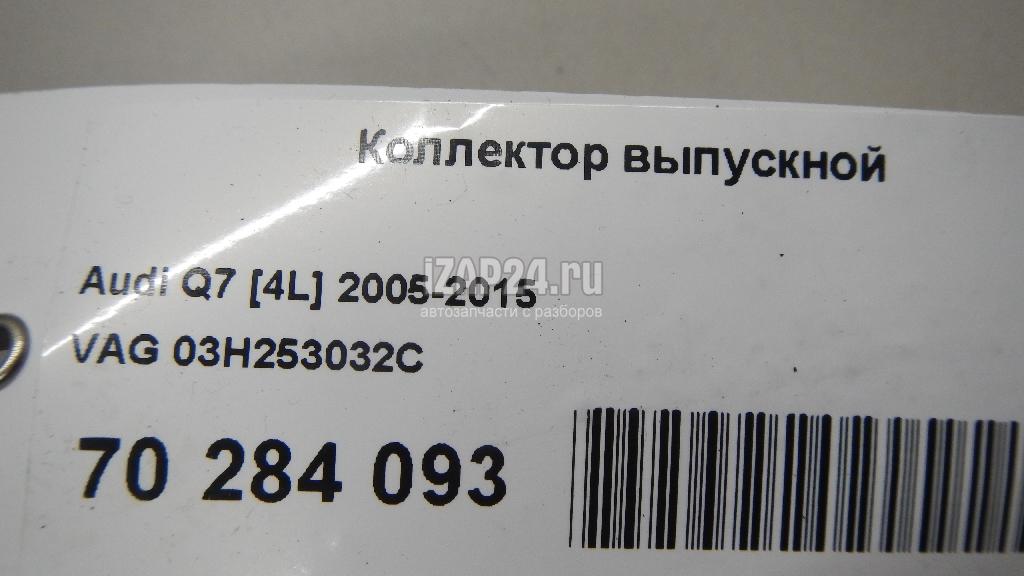 Коллектор выпускной
Audi Q7 [4L] 2005-2015
iZAP24.ru
автозапчасти с разборов
VAG 03H253032C
70 284 093